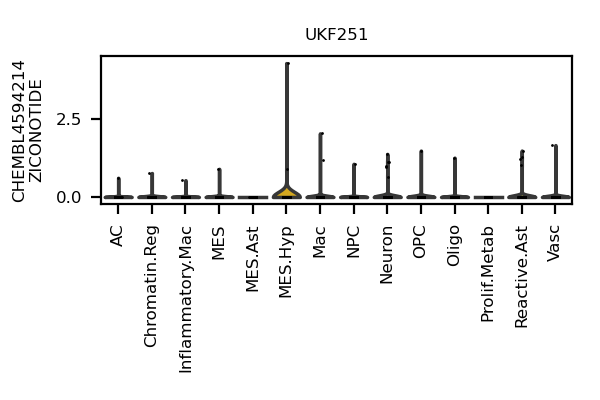 UKF251
CHEMBL4594214
ZICONOTIDE
2.5
0.0
AC
Chromatin.Reg
Inflammatory.Mac
MES
MES.Ast
MES.Hyp
Mac
NPC
Neuron
OPC
Oligo
Prolif.Metab
Reactive.Ast
Vasc